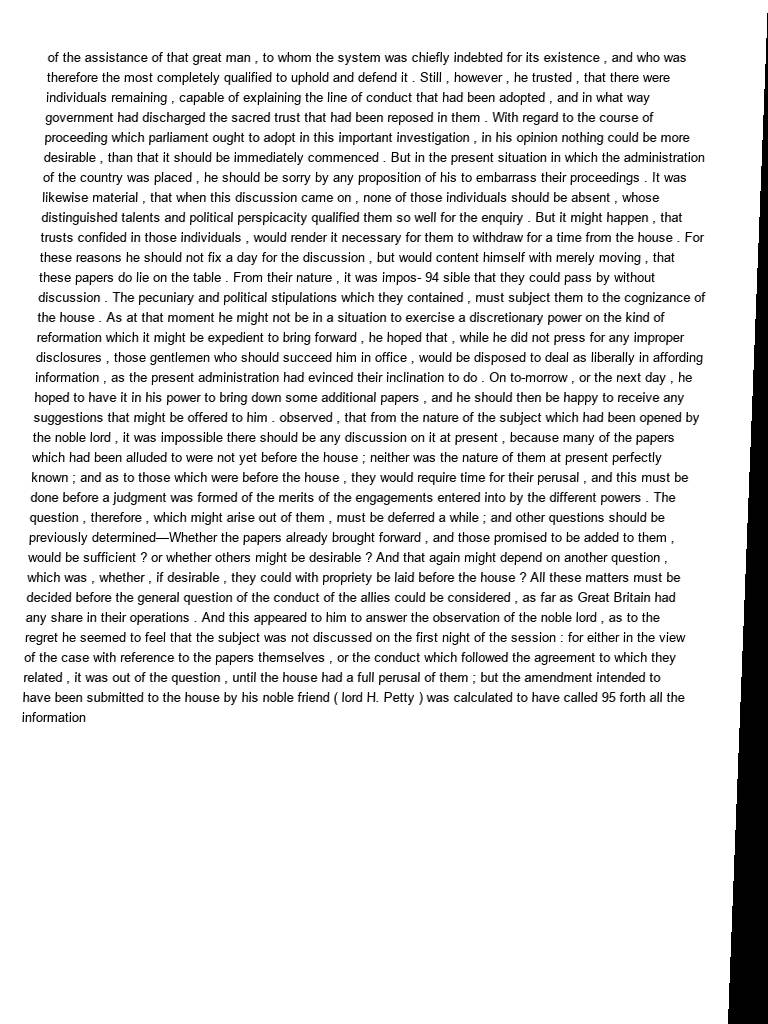 of the assistance of that great man , to whom the system was chiefly indebted for its existence , and who was
therefore the most completely qualified to uphold and defend it . Still , however , he trusted , that there were
individuals remaining , capable of explaining the line of conduct that had been adopted , and in what way
government had discharged the sacred trust that had been reposed in them . With regard to the course of
proceeding which parliament ought to adopt in this important investigation , in his opinion nothing could be more
desirable , than that it should be immediately commenced . But in the present situation in which the administration
of the country was placed , he should be sorry by any proposition of his to embarrass their proceedings . It was
likewise material , that when this discussion came on , none of those individuals should be absent , whose
distinguished talents and political perspicacity qualified them so well for the enquiry . But it might happen , that
trusts confided in those individuals , would render it necessary for them to withdraw for a time from the house . For
these reasons he should not fix a day for the discussion , but would content himself with merely moving , that
these papers do lie on the table . From their nature , it was impos- 94 sible that they could pass by without
discussion . The pecuniary and political stipulations which they contained , must subject them to the cognizance of
the house . As at that moment he might not be in a situation to exercise a discretionary power on the kind of
reformation which it might be expedient to bring forward , he hoped that , while he did not press for any improper
disclosures , those gentlemen who should succeed him in office , would be disposed to deal as liberally in affording
information , as the present administration had evinced their inclination to do . On to-morrow , or the next day , he
hoped to have it in his power to bring down some additional papers , and he should then be happy to receive any
suggestions that might be offered to him . observed , that from the nature of the subject which had been opened by
the noble lord , it was impossible there should be any discussion on it at present , because many of the papers
which had been alluded to were not yet before the house ; neither was the nature of them at present perfectly
known ; and as to those which were before the house , they would require time for their perusal , and this must be
done before a judgment was formed of the merits of the engagements entered into by the different powers . The
question , therefore , which might arise out of them , must be deferred a while ; and other questions should be
previously determined—Whether the papers already brought forward , and those promised to be added to them ,
would be sufficient ? or whether others might be desirable ? And that again might depend on another question ,
which was , whether , if desirable , they could with propriety be laid before the house ? All these matters must be
decided before the general question of the conduct of the allies could be considered , as far as Great Britain had
any share in their operations . And this appeared to him to answer the observation of the noble lord , as to the
regret he seemed to feel that the subject was not discussed on the first night of the session : for either in the view
of the case with reference to the papers themselves , or the conduct which followed the agreement to which they
related , it was out of the question , until the house had a full perusal of them ; but the amendment intended to
have been submitted to the house by his noble friend ( lord H. Petty ) was calculated to have called 95 forth all the
information